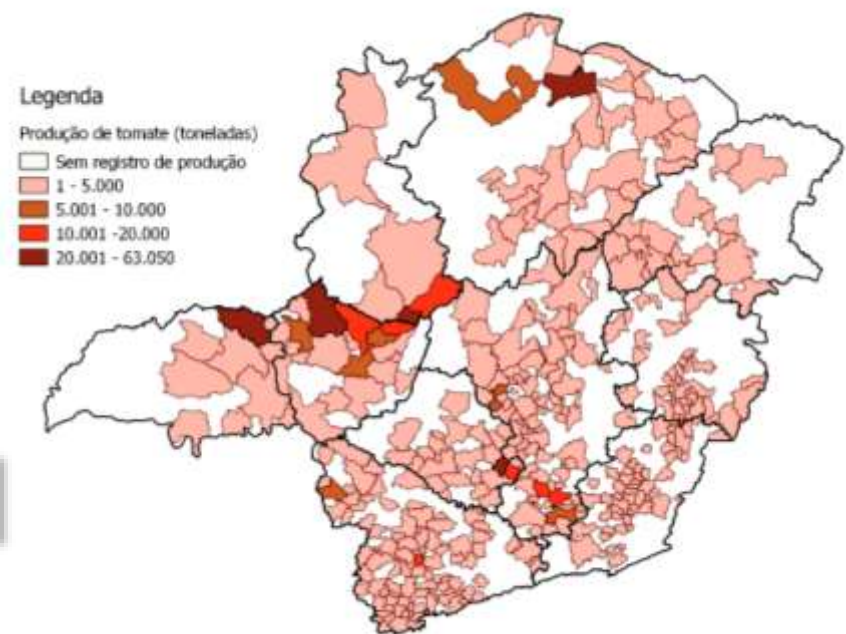 Legenda
Produção de tomate (toneladas)
Sem registro de produção
1 - 5.000
5.001 - 10.000
10.001 -20.000
20.001 - 63.050